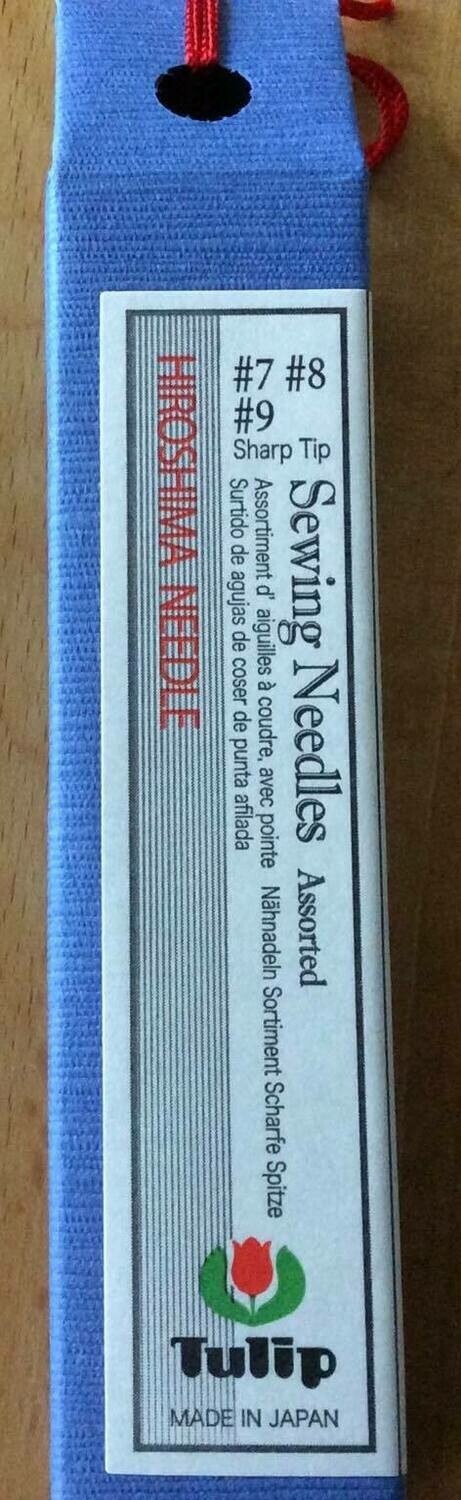 #7 #8
#9
Sharp Tip
Sewing Needles Assorted
Assortiment d' aiguilles à coudre, avec pointe Nähnadeln Sortiment Scharfe Spitze
Surtido de agujas de coser de punta afilada
HIROSHIMA NEEDLE
Tulip
MADE IN JAPAN